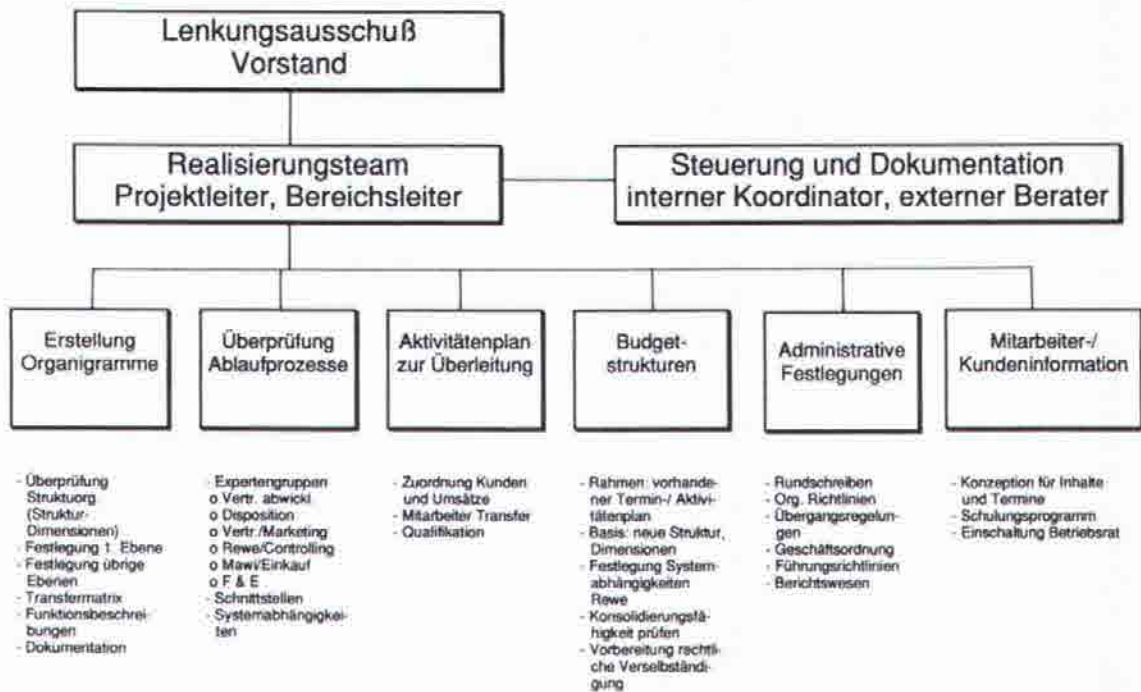 Lenkungsausschuß
Vorstand
Realisierungsteam
Projektleiter, Bereichsleiter
Steuerung und Dokumentation
interner Koordinator, externer Berater
Erstellung
Organigramme
Überprüfung
Ablaufprozesse
Aktivitätenplan
zur Überleitung
Budget-
strukturen
Administrative
Festlegungen
Mitarbeiter-/
Kundeninformation
- Überprüfung
Struktuorg.
(Struktur-
Dimensionen)
- Festlegung 1. Ebene
- Festlegung übrige
Ebenen
- Transfermatrix
- Funktionsbeschrei-
bungen
- Dokumentation
- Expertengruppen
o Vertr. abwickl.
o Disposition
o Vertr./Marketing
o Rewe/Controlling
o Mawi/Einkauf
o F & E
- Schnittstellen
- Systemabhängigkei-
ten
- Zuordnung Kunden
und Umsätze
- Mitarbeiter Transfer
- Qualifikation
- Rahmen: vorhande-
ner Termin-/ Aktivi-
tätenplan
- Basis: neue Struktur,
Dimensionen
- Festlegung System-
abhängigkeiten
Rewe
- Konsolidierungsfä-
higkeit prüfen
- Vorbereitung rechtli-
che Verselbständi-
gung
- Rundschreiben
- Org. Richtlinien
- Übergangsregelun-
gen
- Geschäftsordnung
- Führungsrichtlinien
- Berichtswesen
- Konzeption für Inhalte
und Termine
- Schulungsprogramm
- Einschaltung Betriebsrat